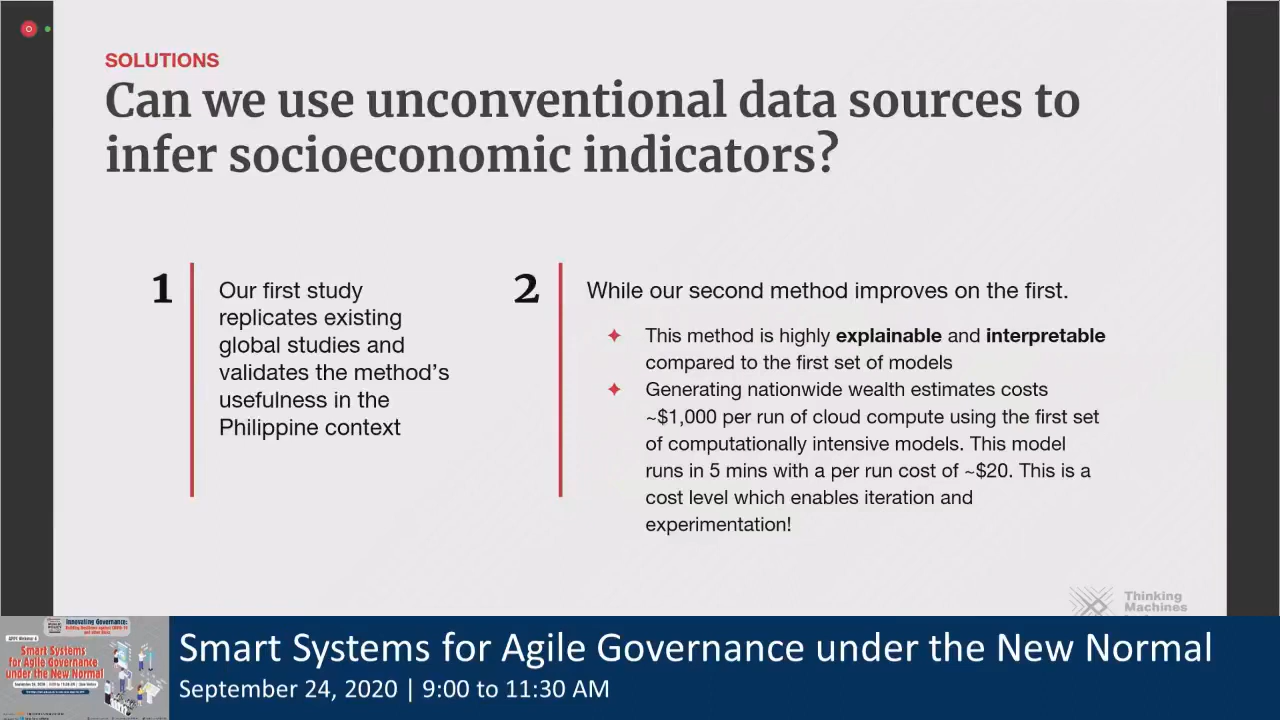 SOLUTIONS
Can we use unconventional data sources to
infer socioeconomic indicators?
1
Our first study
replicates existing
global studies and
validates the method's
usefulness in the
Philippine context
2
While our second method improves on the first.
This method is highly explainable and interpretable
compared to the first set of models
Generating nationwide wealth estimates costs
~$1,000 per run of cloud compute using the first set
of computationally intensive models. This model
runs in 5 mins with a per run cost of ~$20. This is a
cost level which enables iteration and
experimentation!
Thinking
Machines
Innovating Governance:
Smart Systems
for Agile Governance
under the New Normal
Smart Systems for Agile Governance under the New Normal
September 24, 2020 | 9:00 to 11:30 AM